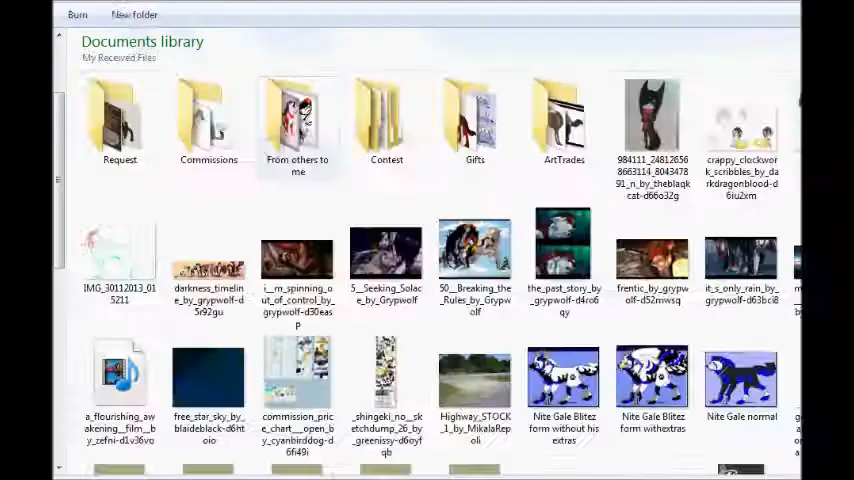 Burn New folder
Documents library
My Received Files
Request Commissions From others to me Contest Gifts ArtTrades
984111_24812656
8663114_8043478
91_n_by_theblaqk
cat-d66o32g
crappy_clockwor
k_scribbles_by_da
rkdragonblood-d
6iu2xm
IMG_30112013_01
5211
darkness_timelin
e_by_grypwolf-d
5r92gu
i__m_spinning_o
ut_of_control_by_
grypwolf-d30eas
p
5__Seeking_Solac
e_by_Grypwolf
50__Breaking_the
_Rules_by_Grypw
olf
the_past_story_by
_grypwolf-d4ro6
qy
frentic_by_grypw
olf-d52mwsq
it_s_only_rain_by
_grypwolf-d63bci8
a_flourishing_aw
akening__film__b
y_zefni-d1v36vo
free_star_sky_by_
blaideblack-d6ht
oio
commission_pric
e_chart__open_b
y_cyanbirddog-d
6fi49i
_shingeki_no__sk
etchdump_26_by
_greenissy-d6oyf
qb
Highway_STOCK
_1_by_MikalaRep
oli
Nite Gale Blitez
form without his
extras
Nite Gale Blitez
form withextras
Nite Gale normal